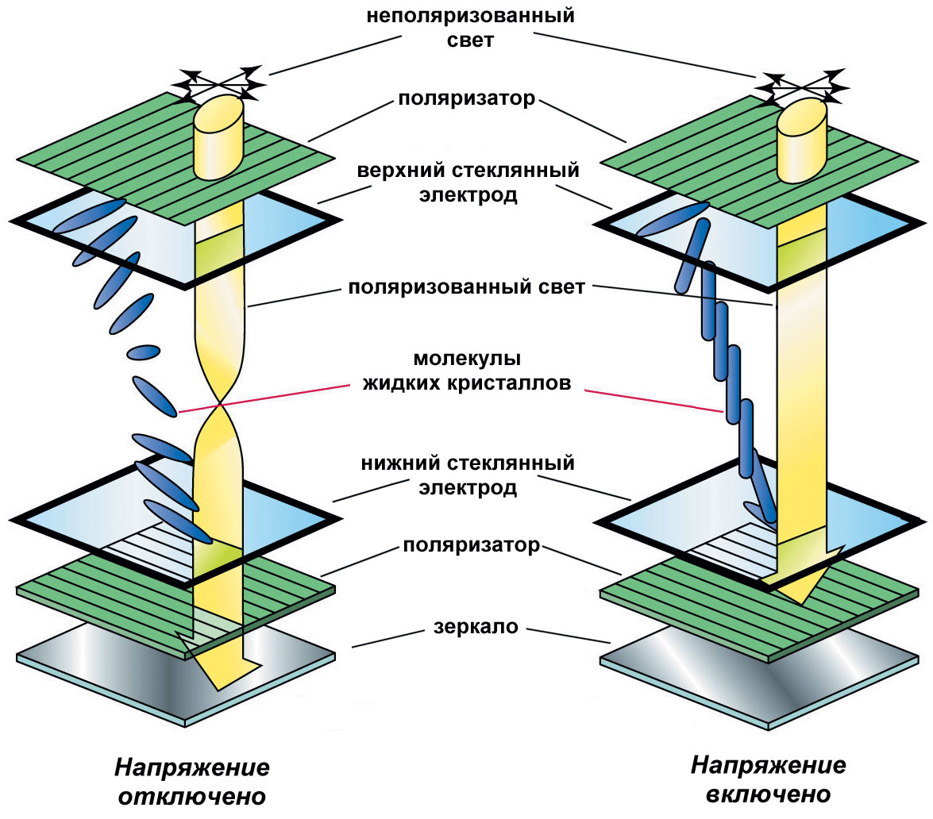 неполяризованный
свет
поляризатор
верхний стеклянный
электрод
поляризованный свет
молекулы
жидких кристаллов
нижний стеклянный
электрод
поляризатор
зеркало
Напряжение
отключено
Напряжение
включено